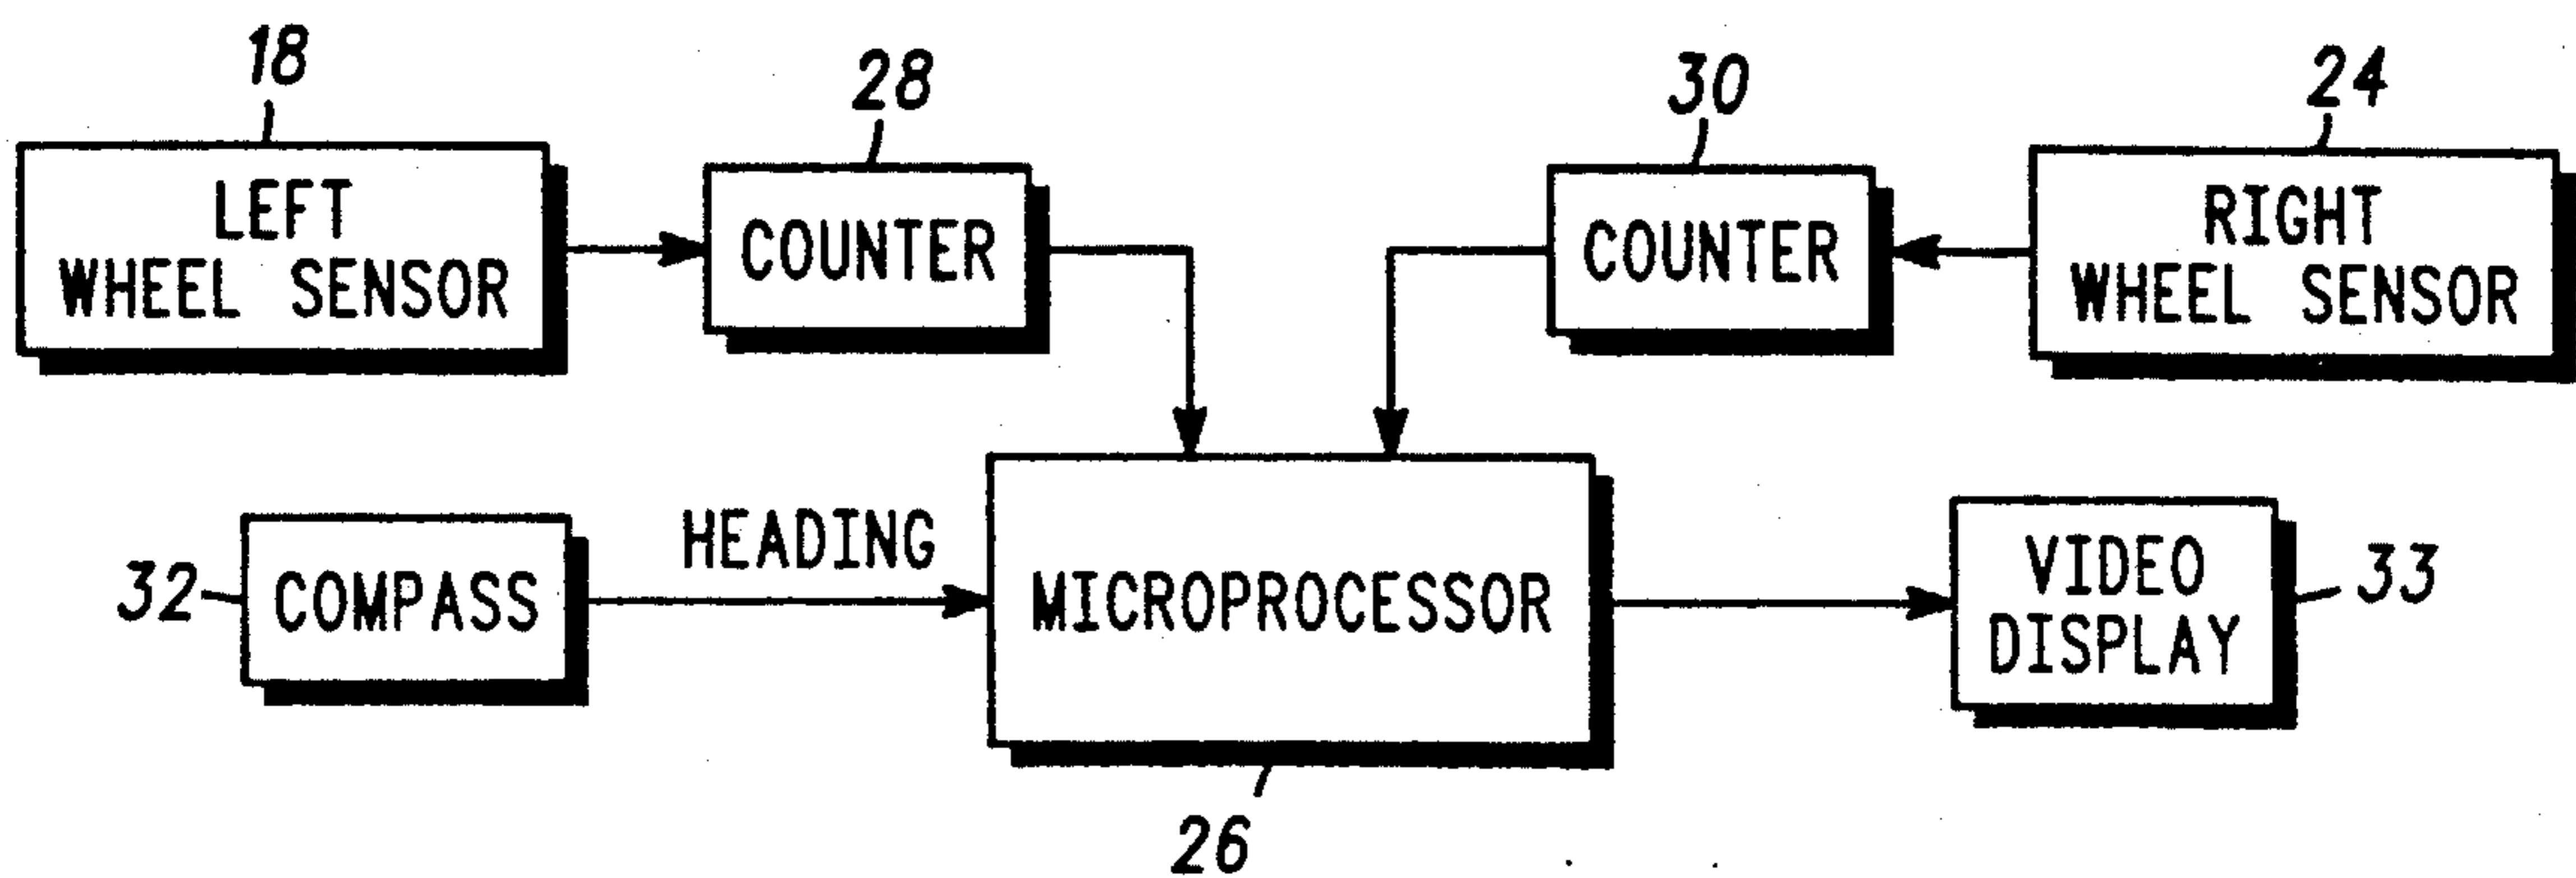 18
28
30
24
LEFT
WHEEL SENSOR
COUNTER
COUNTER
RIGHT
WHEEL SENSOR
32
COMPASS
HEADING
MICROPROCESSOR
VIDEO
DISPLAY
33
26